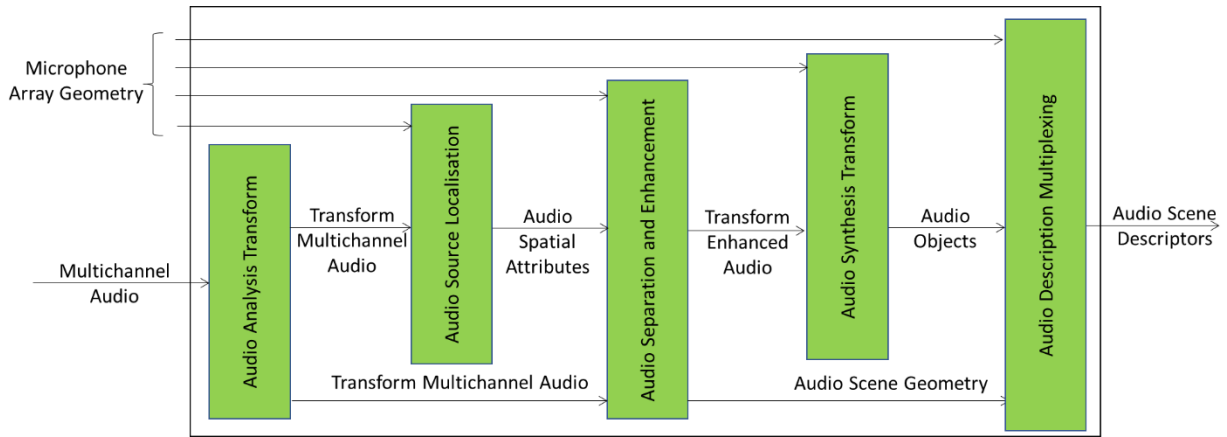 Microphone
Array Geometry
Multichannel
Audio
Audio Analysis Transform
Transform
Multichannel
Audio
Audio Source Localisation
Audio
Spatial
Attributes
Transform Multichannel Audio
Audio Separation and Enhancement
Transform
Enhanced
Audio
Audio Synthesis Transform
Audio
Objects
Audio Scene Geometry
Audio Description Multiplexing
Audio Scene
Descriptors